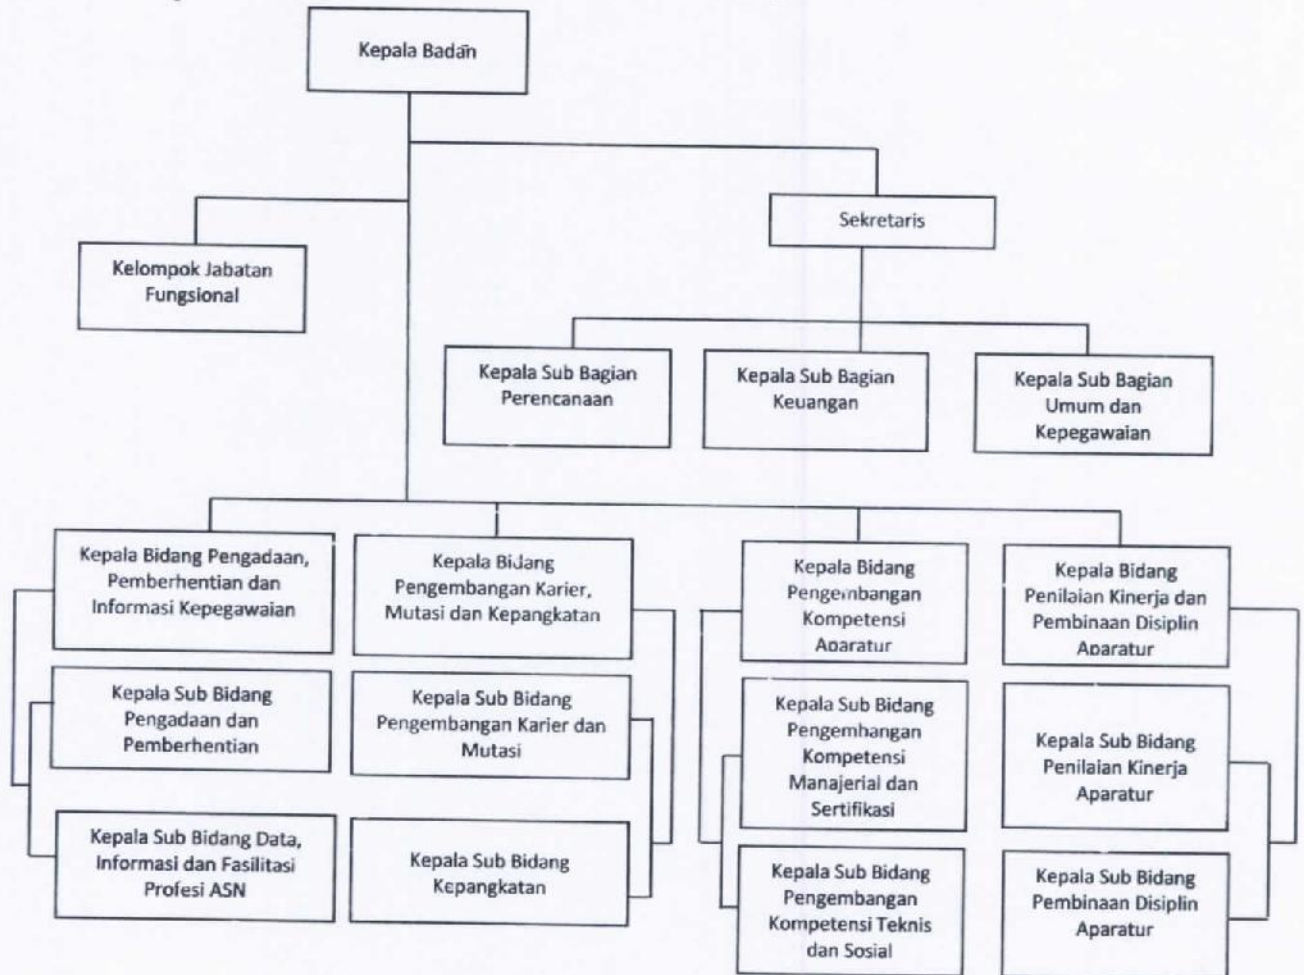 Kepala Badan
Sekretaris
Kelompok Jabatan
Fungsional
Kepala Sub Bagian
Perencanaan
Kepala Sub Bagian
Keuangan
Kepala Sub Bagian
Umum dan
Kepegawaian
Kepala Bidang Pengadaan,
Pemberhentian dan
Informasi Kepegawaian
Kepala Bidang
Pengembangan Karier,
Mutasi dan Kepangkatan
Kepala Bidang
Pengembangan
Kompetensi
Aparatur
Kepala Bidang
Penilaian Kinerja dan
Pembinaan Disiplin
Aparatur
Kepala Sub Bidang
Pengadaan dan
Pemberhentian
Kepala Sub Bidang
Pengembangan Karier dan
Mutasi
Kepala Sub Bidang
Pengembangan
Kompetensi
Manajerial dan
Sertifikasi
Kepala Sub Bidang
Penilaian Kinerja
Aparatur
Kepala Sub Bidang Data,
Informasi dan Fasilitasi
Profesi ASN
Kepala Sub Bidang
Kepangkatan
Kepala Sub Bidang
Pengembangan
Kompetensi Teknis
dan Sosial
Kepala Sub Bidang
Pembinaan Disiplin
Aparatur